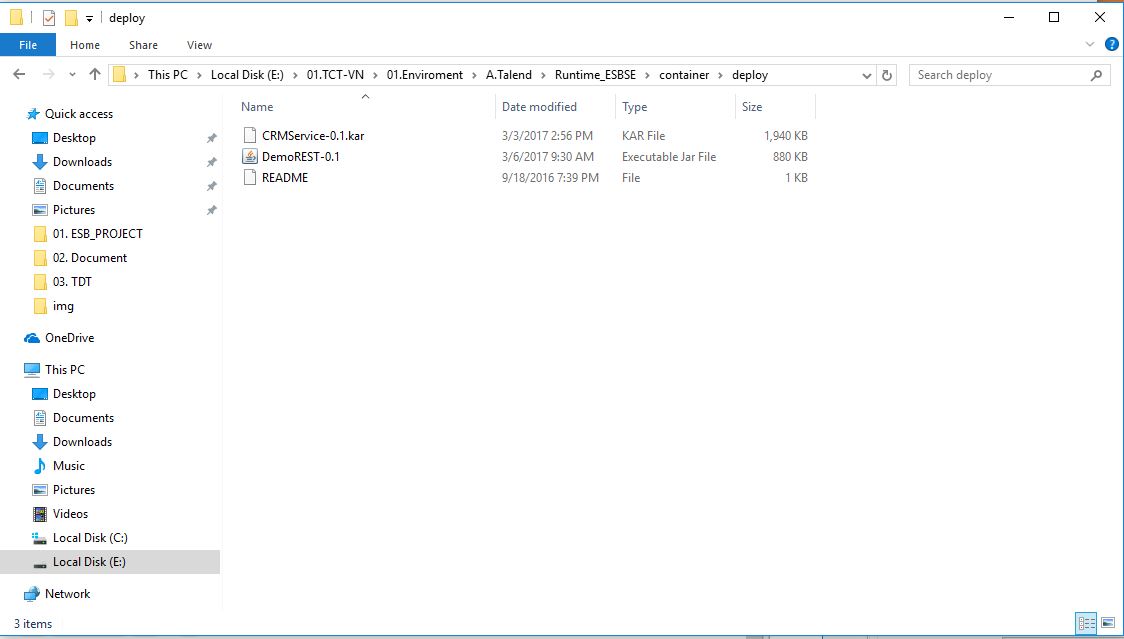 deploy
File Home Share View
This PC Local Disk (E:) 01.TCT-VN 01.Enviroment A.Talend Runtime_ESBSE container deploy Search deploy
Name Date modified Type Size
CRMService-0.1.kar 3/3/2017 2:56 PM KAR File 1,940 KB
DemoREST-0.1 3/6/2017 9:30 AM Executable Jar File 880 KB
README 9/18/2016 7:39 PM File 1 KB
Quick access
Desktop
Downloads
Documents
Pictures
01. ESB_PROJECT
02. Document
03. TDT
img
OneDrive
This PC
Desktop
Documents
Downloads
Music
Pictures
Videos
Local Disk (C:)
Local Disk (E:)
Network
3 items